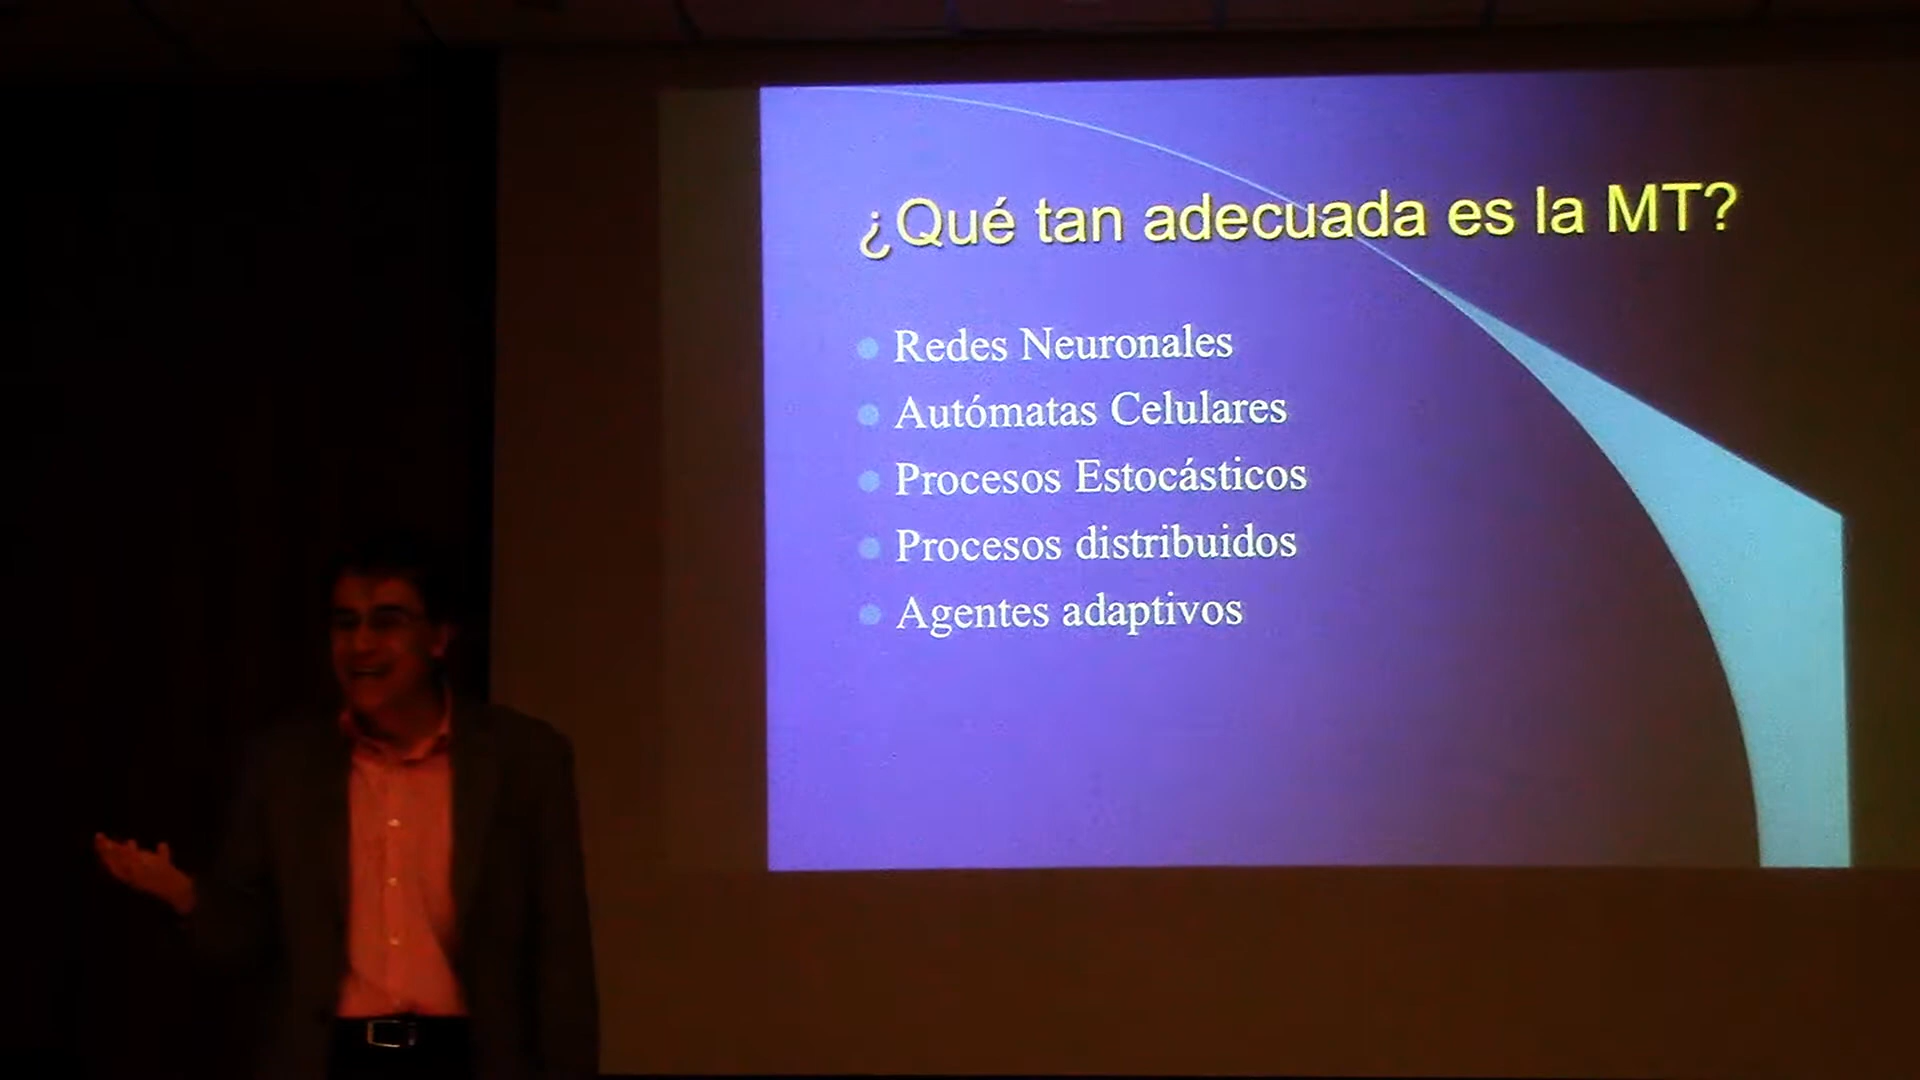 ¿Qué tan adecuada es la MT?
Redes Neuronales
Autómatas Celulares
Procesos Estocásticos
Procesos distribuidos
Agentes adaptivos